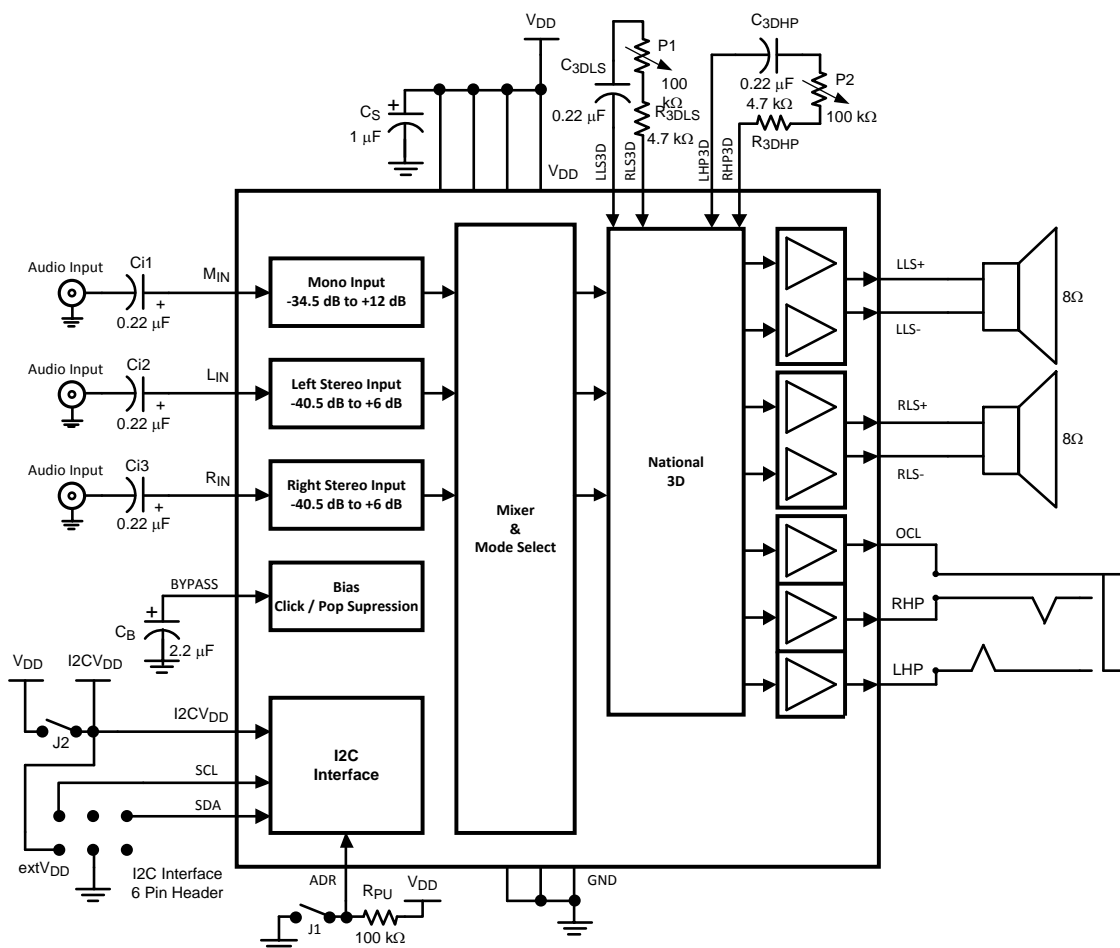 VDD
CS
1 μF
VDD
C3DLS
0.22 μF
P1
100
kΩ
R3DLS
4.7 kΩ
LLS3D
RLS3D
C3DHP
0.22 μF
4.7 kΩ
R3DHP
P2
100 kΩ
LHP3D
RHP3D
Audio Input
Ci1
+
0.22 μF
MIN
Mono Input
-34.5 dB to +12 dB
Audio Input
Ci2
+
0.22 μF
LIN
Left Stereo Input
-40.5 dB to +6 dB
Audio Input
Ci3
+
0.22 μF
RIN
Right Stereo Input
-40.5 dB to +6 dB
BYPASS
+
CB
2.2 μF
Bias
Click / Pop Supression
Mixer
&
Mode Select
National
3D
LLS+
LLS-
8Ω
RLS+
RLS-
8Ω
OCL
RHP
LHP
VDD
I2CVDD
J2
I2CVDD
SCL
SDA
I2C
Interface
extVDD
I2C Interface
6 Pin Header
ADR
J1
RPU
100 kΩ
VDD
GND
+